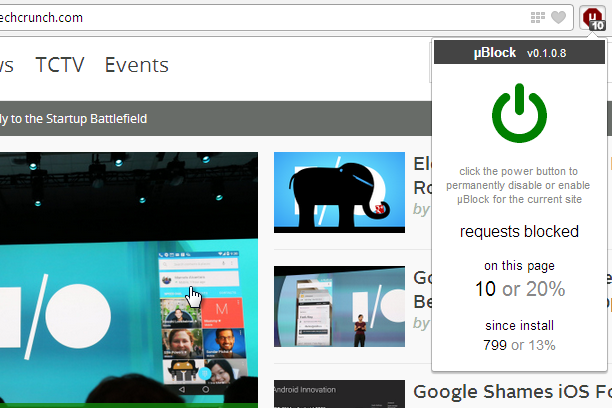 echcrunch.com
µ
10
µBlock v0.1.0.8
ws TCTV Events
ly to the Startup Battlefield
click the power button to
permanently disable or enable
µBlock for the current site
requests blocked
on this page
10 or 20%
since install
799 or 13%
I/O
M
Ele
Ro
by
Go
Be
by
Android Innovation
Google Shames iOS Fo